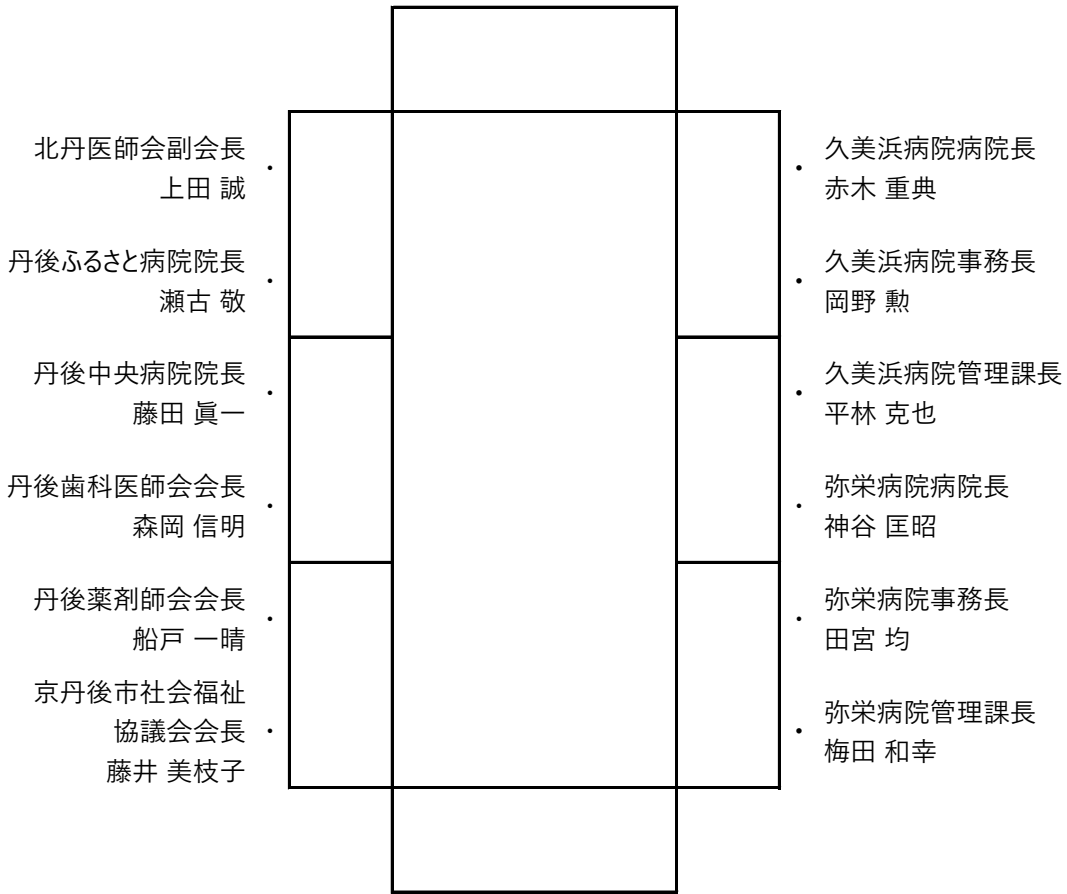 北丹医師会副会長
上田 誠
丹後ふるさと病院院長
瀬古 敬
丹後中央病院院長
藤田 眞一
丹後歯科医師会会長
森岡 信明
丹後薬剤師会会長
船戸 一晴
京丹後市社会福祉
協議会会長
藤井 美枝子
久美浜病院病院長
赤木 重典
久美浜病院事務長
岡野 勲
久美浜病院管理課長
平林 克也
弥栄病院病院長
神谷 匡昭
弥栄病院事務長
田宮 均
弥栄病院管理課長
梅田 和幸